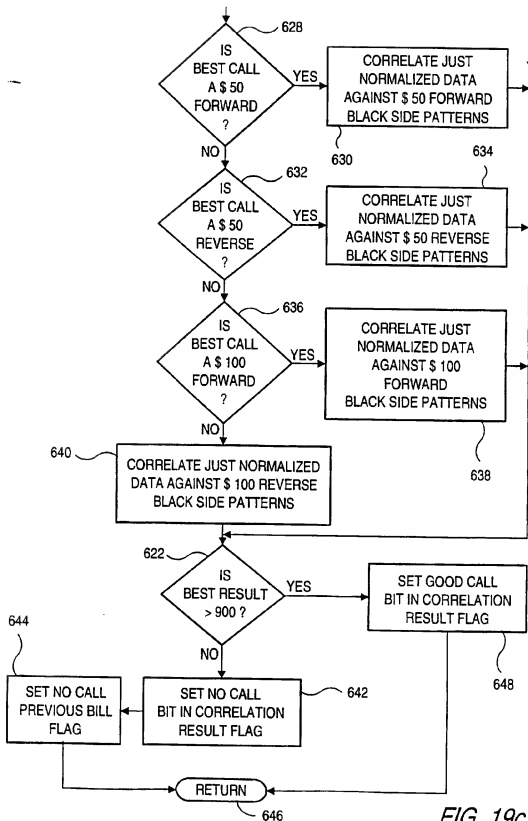 628
IS
BEST CALL
A $ 50
FORWARD
?
YES
CORRELATE JUST
NORMALIZED DATA
AGAINST $ 50 FORWARD
BLACK SIDE PATTERNS
630
NO
632
634
IS
BEST CALL
A $ 50
REVERSE
?
YES
CORRELATE JUST
NORMALIZED DATA
AGAINST $ 50 REVERSE
BLACK SIDE PATTERNS
NO
636
IS
BEST CALL
A $ 100
FORWARD
?
YES
CORRELATE JUST
NORMALIZED DATA
AGAINST $ 100
FORWARD
BLACK SIDE PATTERNS
638
NO
640
CORRELATE JUST NORMALIZED
DATA AGAINST $ 100 REVERSE
BLACK SIDE PATTERNS
622
IS
BEST RESULT
> 900 ?
YES
SET GOOD CALL
BIT IN CORRELATION
RESULT FLAG
648
NO
644
SET NO CALL
PREVIOUS BILL
FLAG
SET NO CALL
BIT IN CORRELATION
RESULT FLAG
642
RETURN
646
FIG. 19c